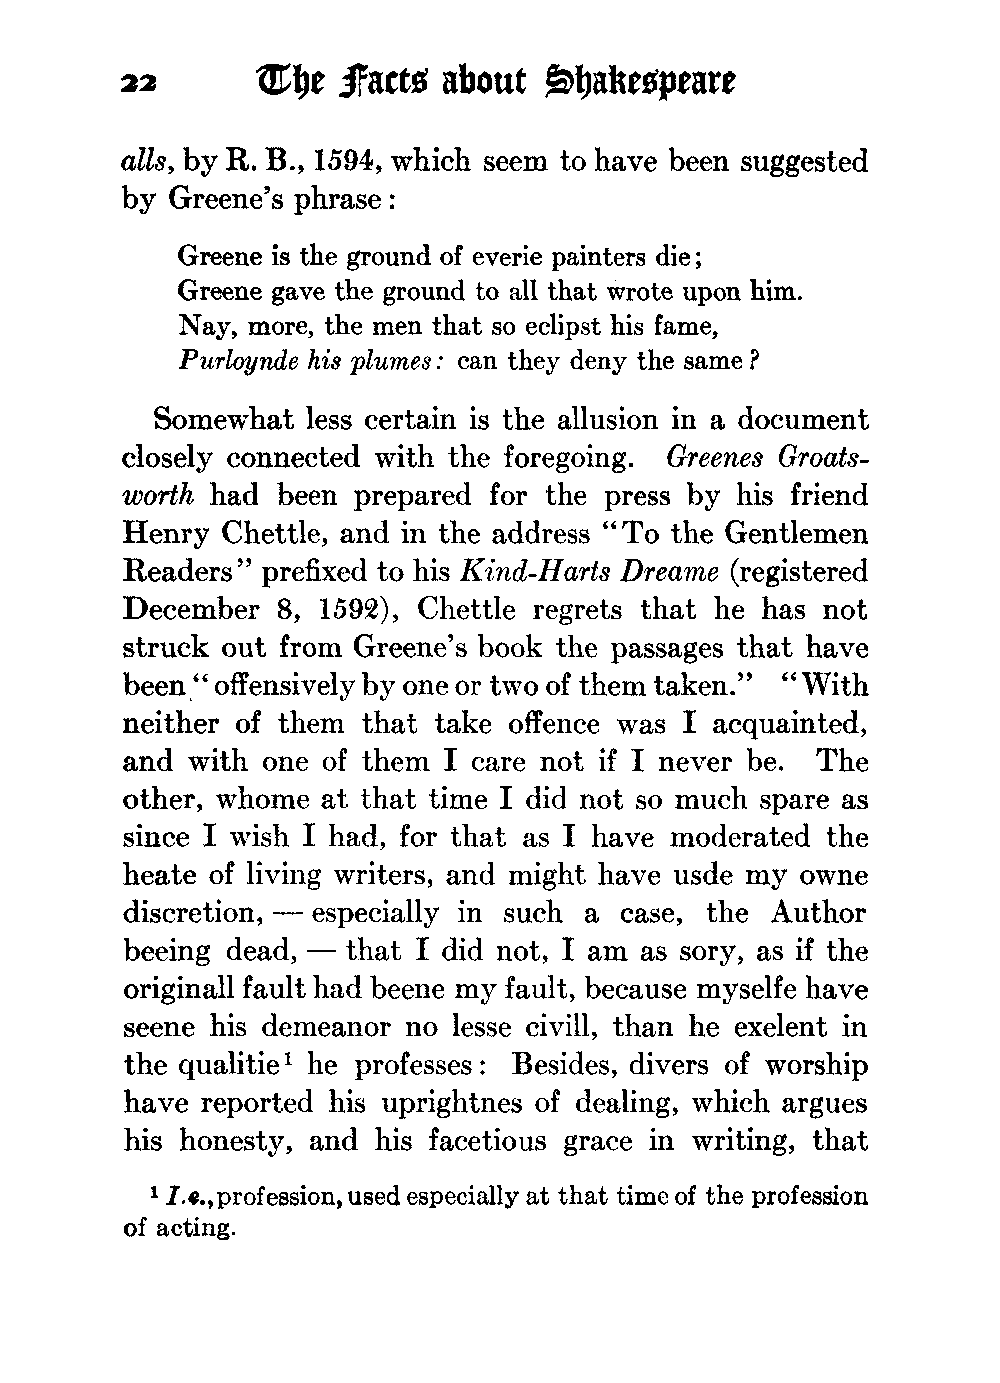 22 The Facts about Shakespeare
alls, by R. B., 1594, which seem to have been suggested
by Greene's phrase :
Greene is the ground of everie painters die;
Greene gave the ground to all that wrote upon him.
Nay, more, the men that so eclipst his fame,
Purloynde his plumes: can they deny the same ?
Somewhat less certain is the allusion in a document
closely connected with the foregoing. Greenes Groats-
worth had been prepared for the press by his friend
Henry Chettle, and in the address "To the Gentlemen
Readers" prefixed to his Kind-Harts Dreame (registered
December 8, 1592), Chettle regrets that he has not
struck out from Greene's book the passages that have
been "offensively by one or two of them taken." "With
neither of them that take offence was I acquainted,
and with one of them I care not if I never be. The
other, whome at that time I did not so much spare as
since I wish I had, for that as I have moderated the
heate of living writers, and might have usde my owne
discretion, — especially in such a case, the Author
beeing dead, — that I did not, I am as sory, as if the
originall fault had beene my fault, because myselfe have
seene his demeanor no lesse civill, than he exelent in
the qualitie¹ he professes: Besides, divers of worship
have reported his uprightnes of dealing, which argues
his honesty, and his facetious grace in writing, that
¹ I.e., profession, used especially at that time of the profession
of acting.